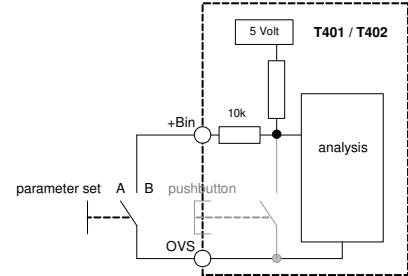 5 Volt
T401 / T402
+Bin
10k
analysis
parameter set A B pushbutton
OVS